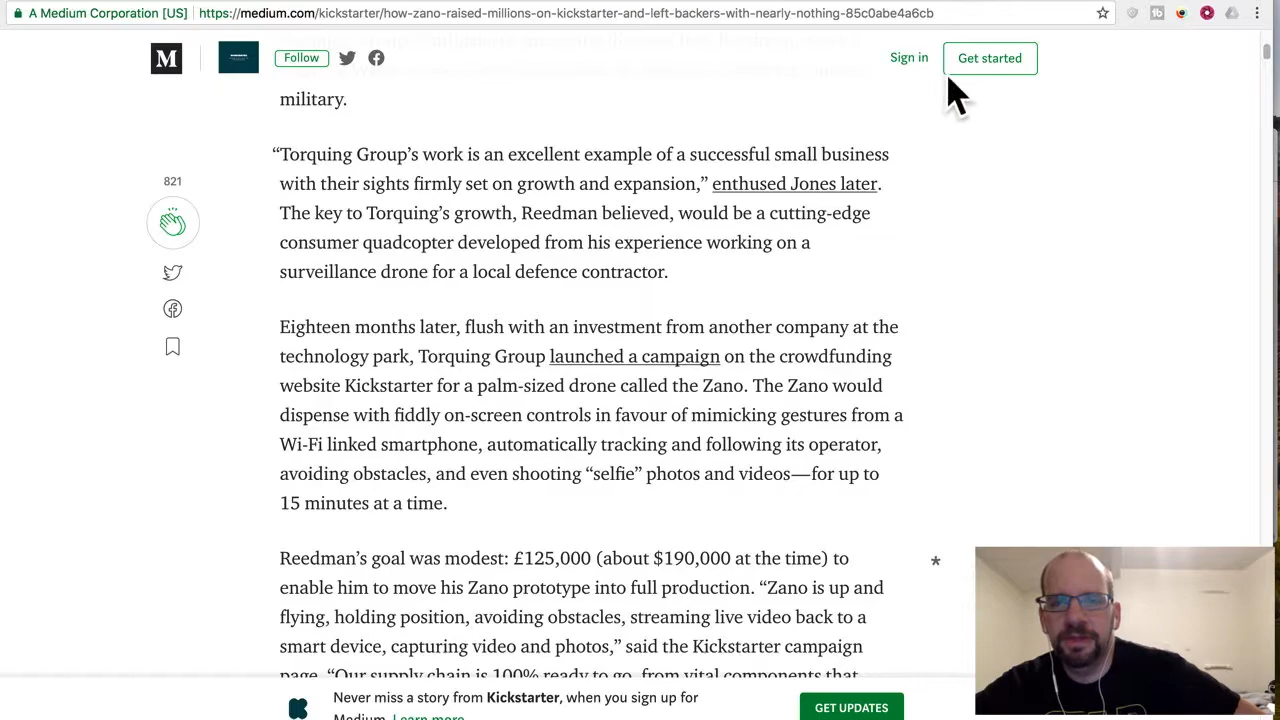 A Medium Corporation [US] https://medium.com/kickstarter/how-zano-raised-millions-on-kickstarter-and-left-backers-with-nearly-nothing-85c0abe4a6cb
M
Follow
Sign in
Get started
military.
“Torquing Group’s work is an excellent example of a successful small business
with their sights firmly set on growth and expansion,” enthused Jones later.
The key to Torquing’s growth, Reedman believed, would be a cutting-edge
consumer quadcopter developed from his experience working on a
surveillance drone for a local defence contractor.
821
Eighteen months later, flush with an investment from another company at the
technology park, Torquing Group launched a campaign on the crowdfunding
website Kickstarter for a palm-sized drone called the Zano. The Zano would
dispense with fiddly on-screen controls in favour of mimicking gestures from a
Wi-Fi linked smartphone, automatically tracking and following its operator,
avoiding obstacles, and even shooting “selfie” photos and videos—for up to
15 minutes at a time.
Reedman’s goal was modest: £125,000 (about $190,000 at the time) to *
enable him to move his Zano prototype into full production. “Zano is up and
flying, holding position, avoiding obstacles, streaming live video back to a
smart device, capturing video and photos,” said the Kickstarter campaign
page. “Our supply chain is 100% ready to go, from vital components that
K
Never miss a story from Kickstarter, when you sign up for
Medium. Learn more
GET UPDATES